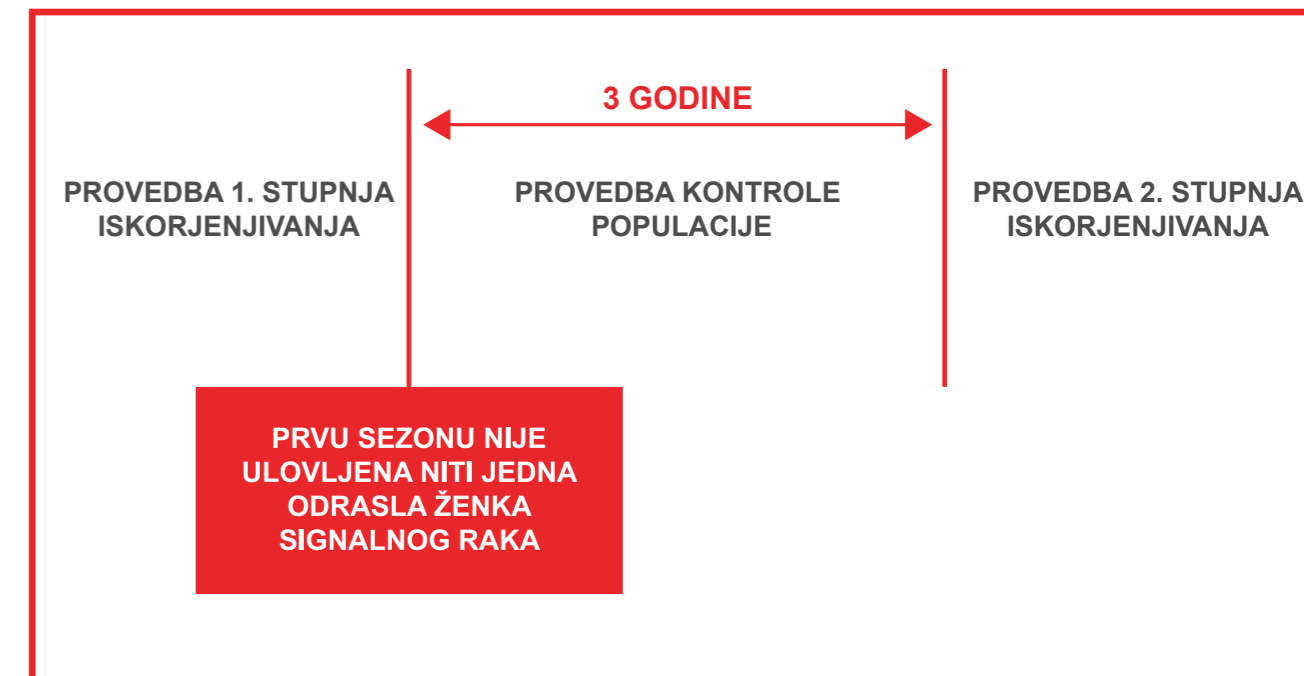 3 GODINE
PROVEDBA 1. STUPNJA
ISKORJENJIVANJA
PROVEDBA KONTROLE
POPULACIJE
PROVEDBA 2. STUPNJA
ISKORJENJIVANJA
PRVU SEZONU NIJE
ULOVLJENA NITI JEDNA
ODRASLA ŽENKA
SIGNALNOG RAKA